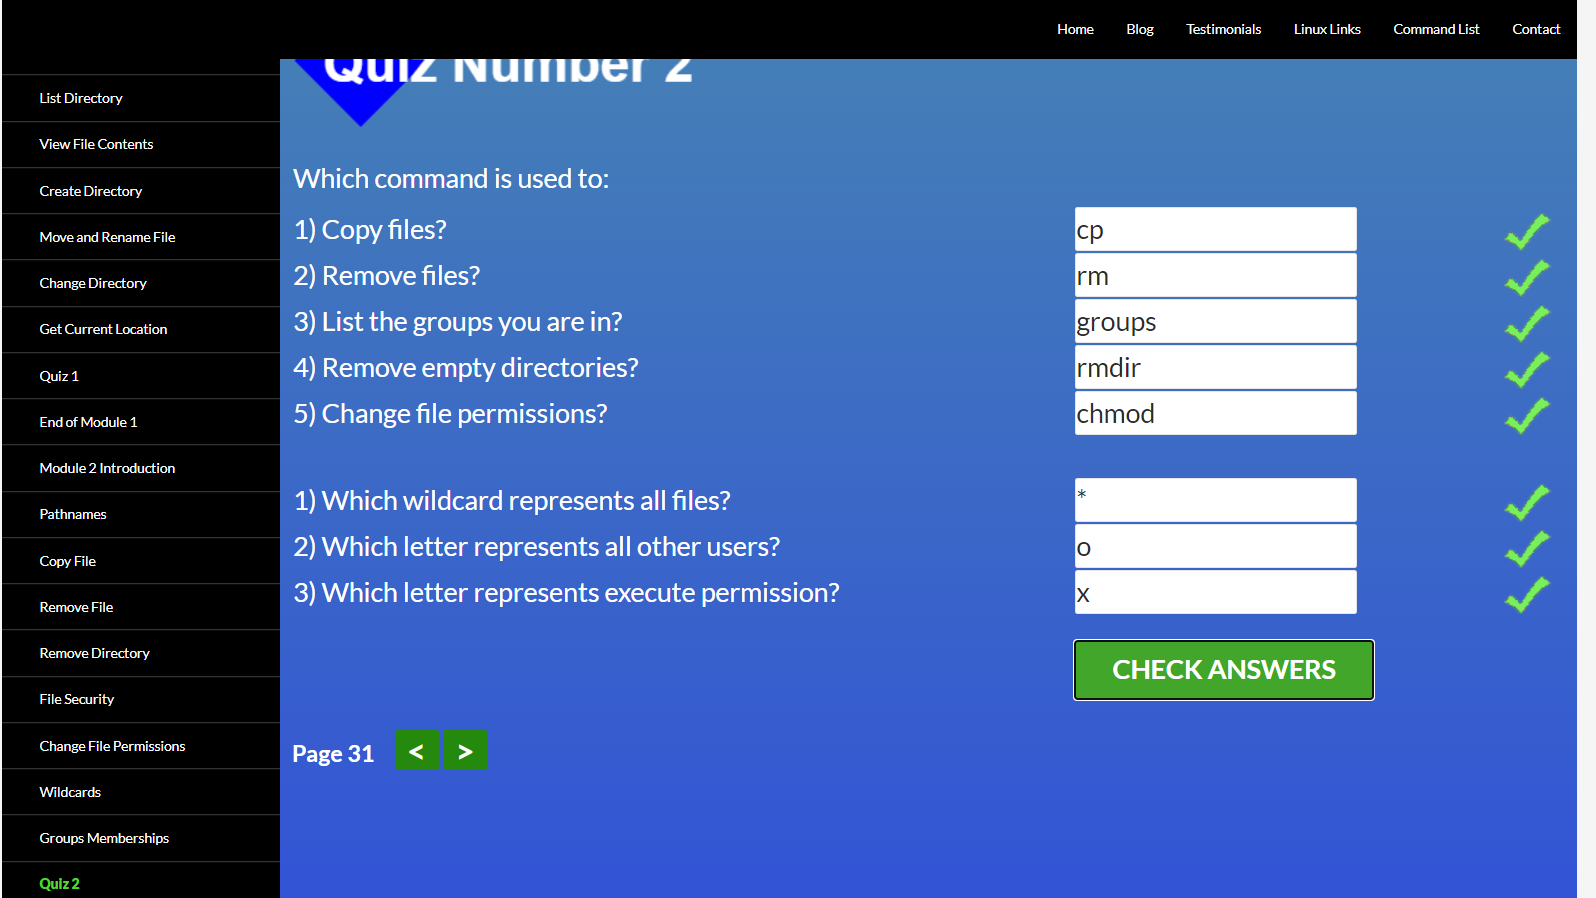 Home Blog Testimonials Linux Links Command List Contact
List Directory
View File Contents
Create Directory
Move and Rename File
Change Directory
Get Current Location
Quiz 1
End of Module 1
Module 2 Introduction
Pathnames
Copy File
Remove File
Remove Directory
File Security
Change File Permissions
Wildcards
Groups Memberships
Quiz 2
Quiz Number 2
Which command is used to:
1) Copy files? cp
2) Remove files? rm
3) List the groups you are in? groups
4) Remove empty directories? rmdir
5) Change file permissions? chmod
1) Which wildcard represents all files? *
2) Which letter represents all other users? o
3) Which letter represents execute permission? x
CHECK ANSWERS
Page 31 < >